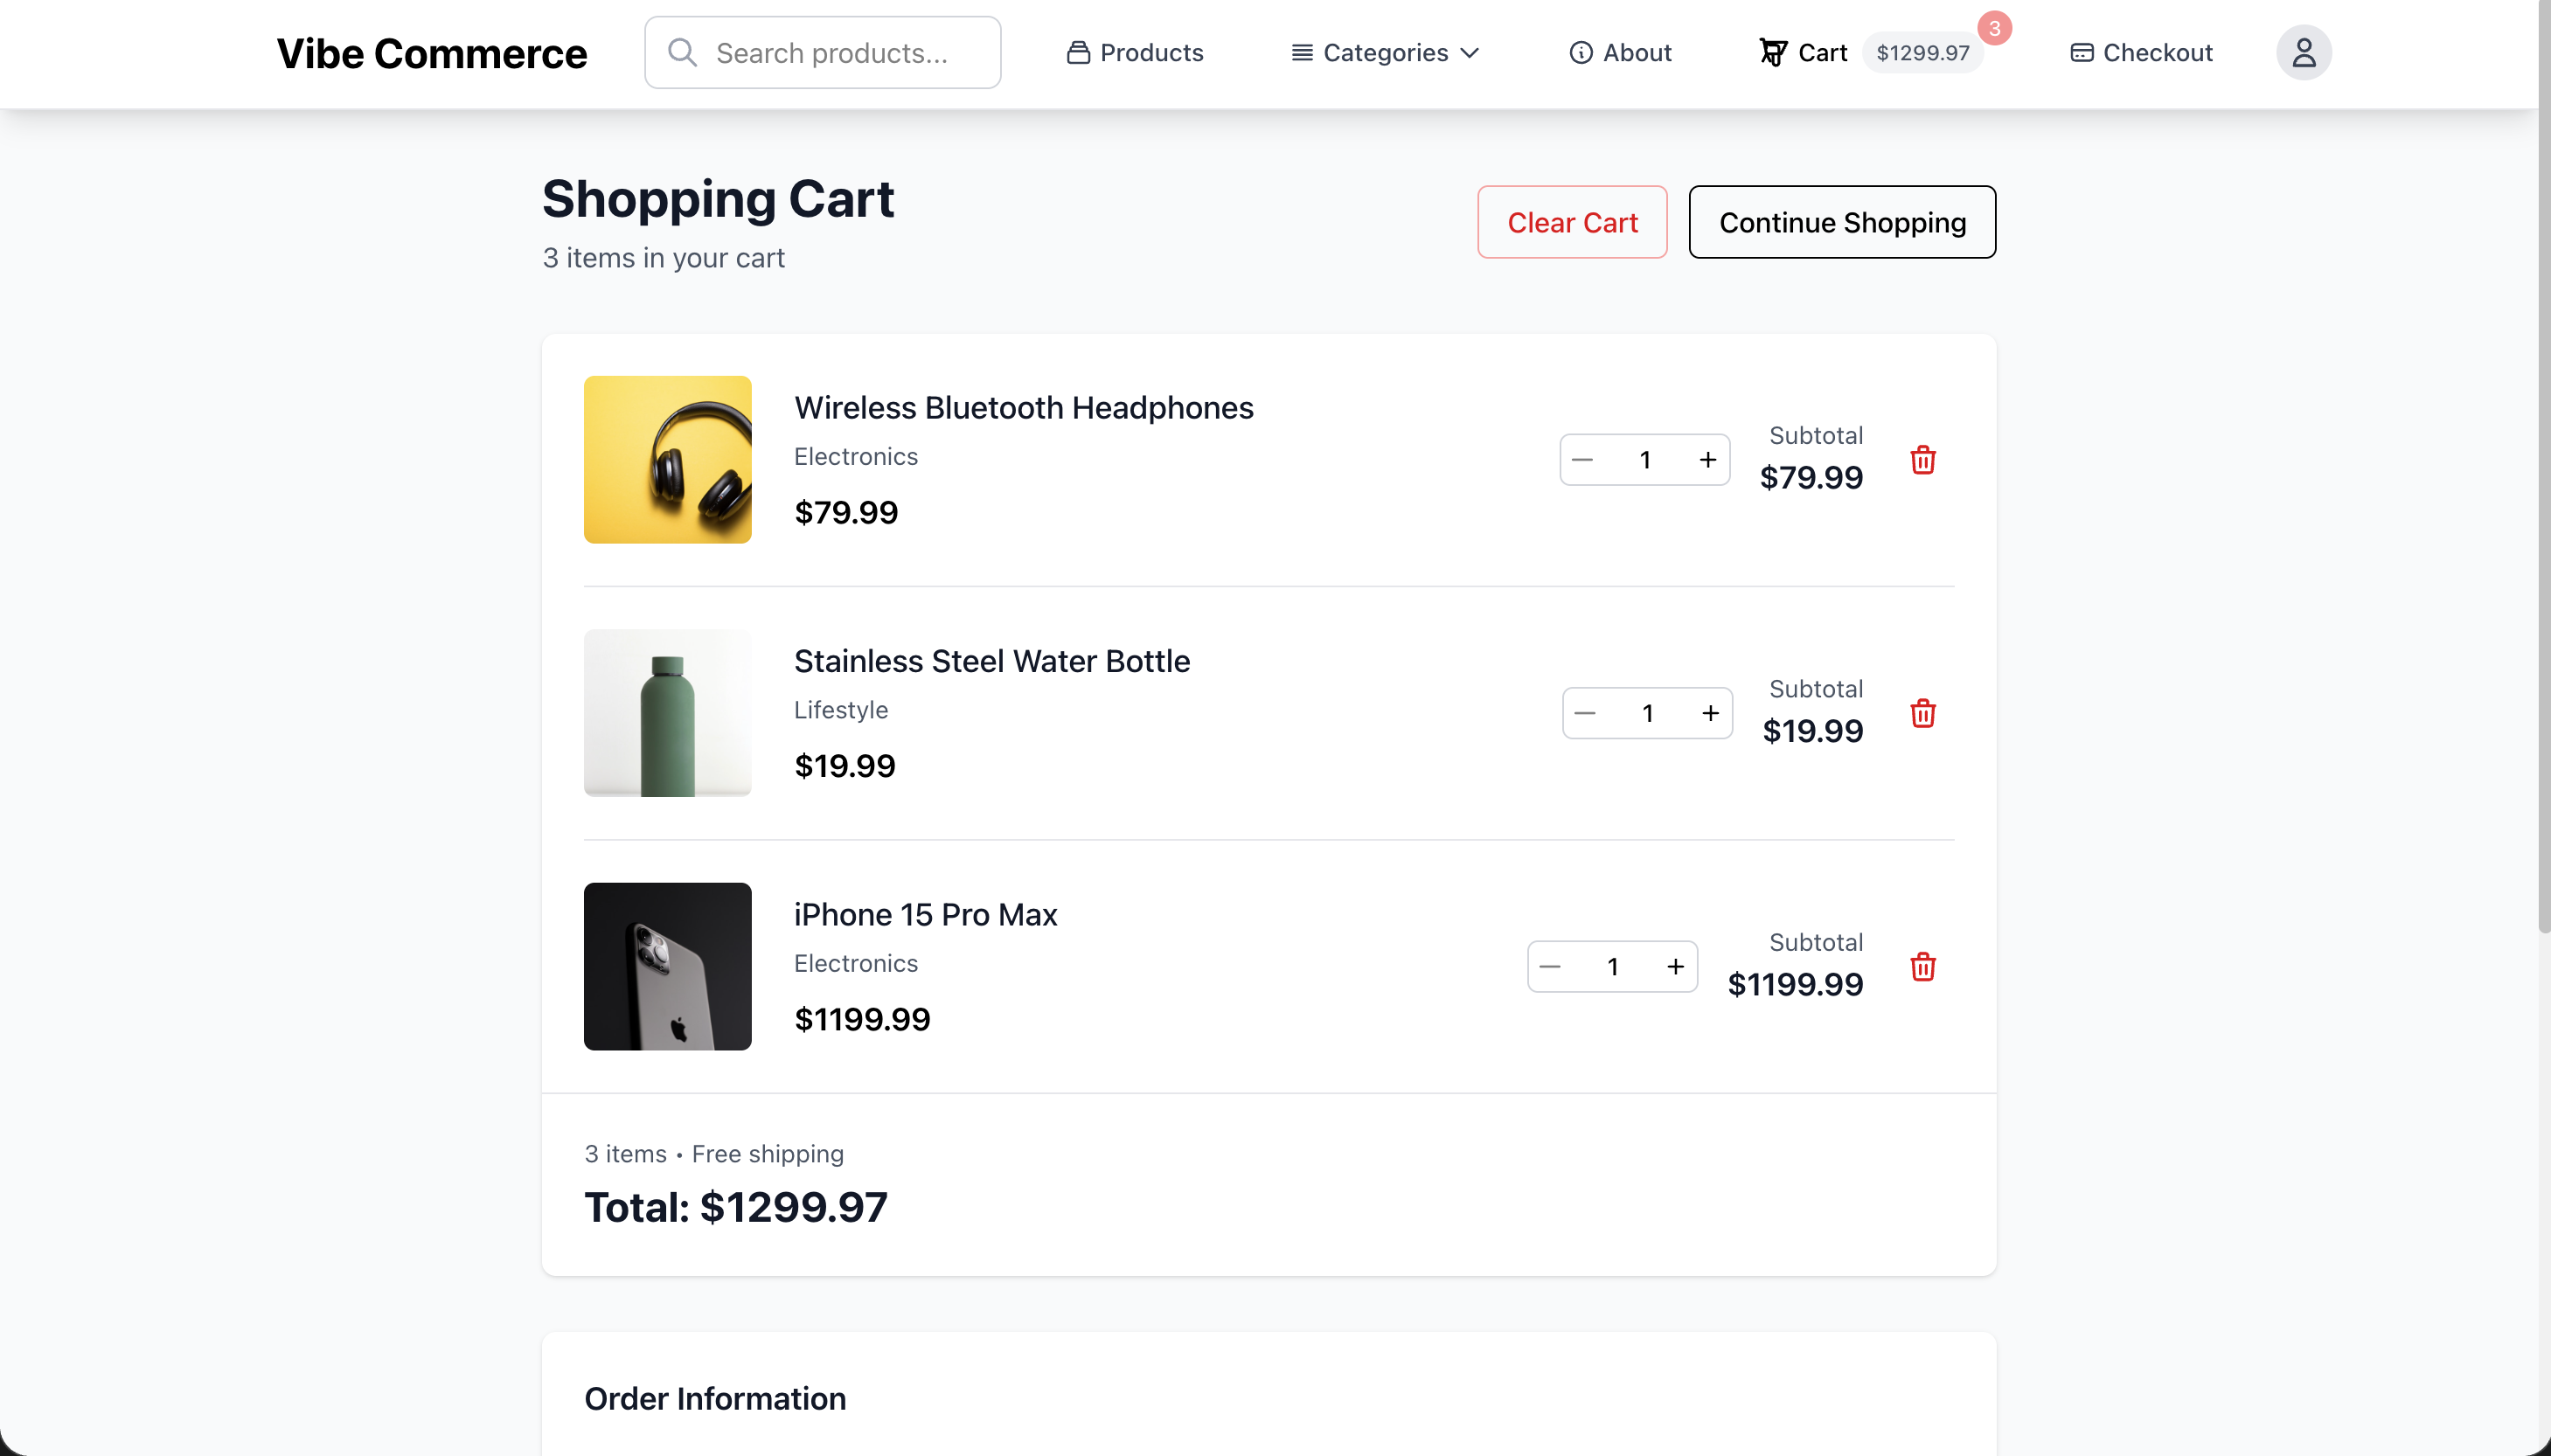 Vibe Commerce
Search products...
Products
Categories
About
Cart
$1299.97
3
Checkout
Shopping Cart
3 items in your cart
Clear Cart
Continue Shopping
Wireless Bluetooth Headphones
Electronics
$79.99
1
Subtotal
$79.99
Stainless Steel Water Bottle
Lifestyle
$19.99
1
Subtotal
$19.99
iPhone 15 Pro Max
Electronics
$1199.99
1
Subtotal
$1199.99
3 items • Free shipping
Total: $1299.97
Order Information